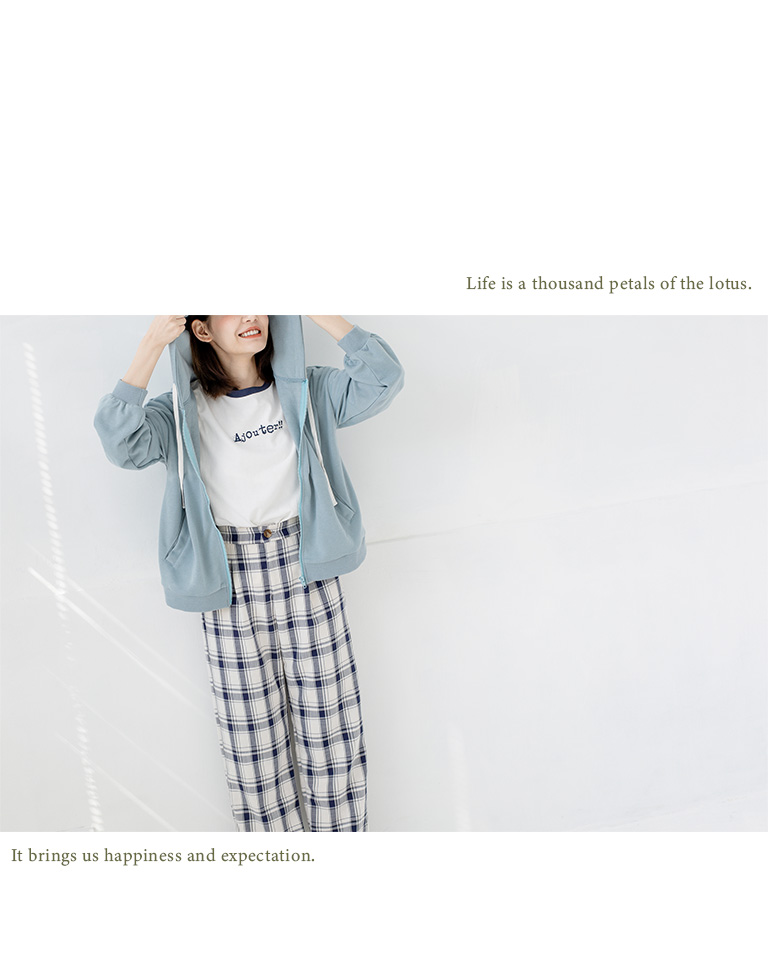 Life is a thousand petals of the lotus.
Ajouter!!
It brings us happiness and expectation.